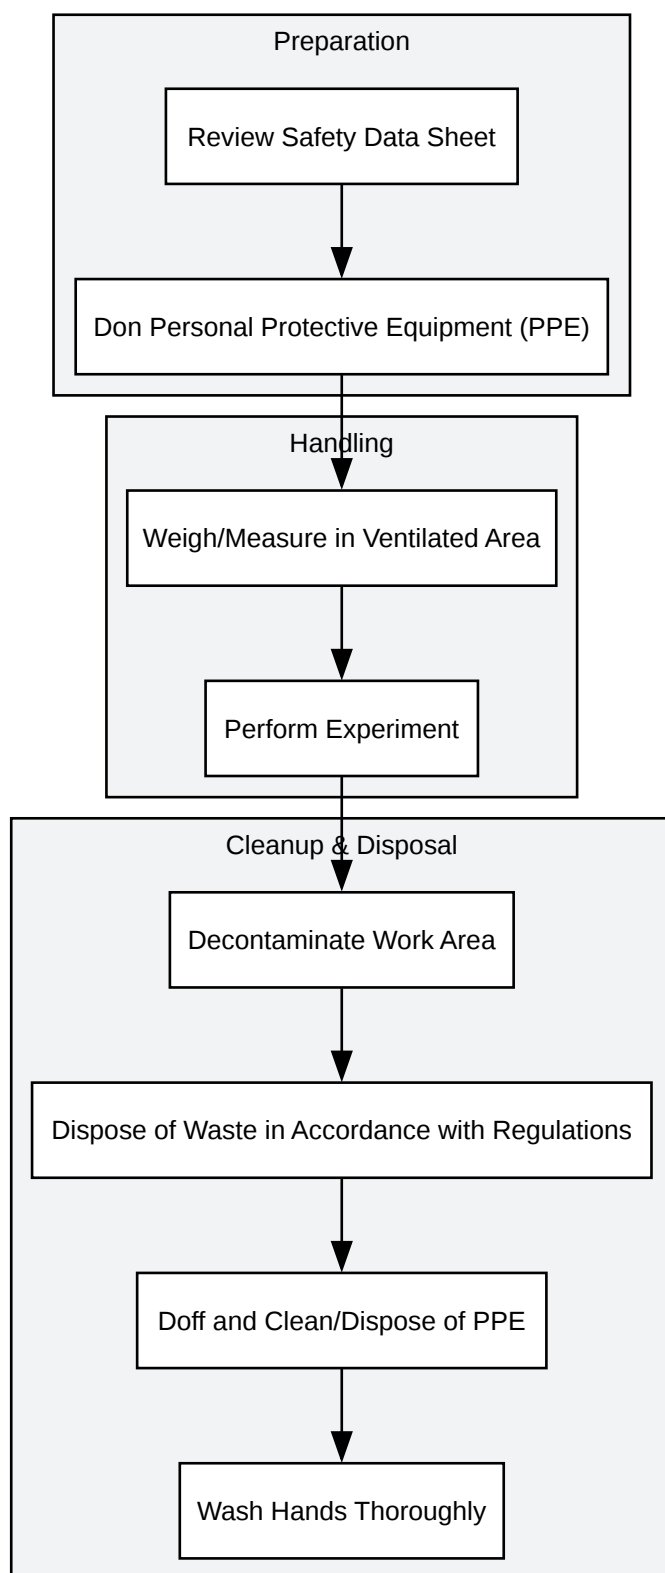 Preparation
Review Safety Data Sheet
Don Personal Protective Equipment (PPE)
Handling
Weigh/Measure in Ventilated Area
Perform Experiment
Cleanup & Disposal
Decontaminate Work Area
Dispose of Waste in Accordance with Regulations
Doff and Clean/Dispose of PPE
Wash Hands Thoroughly